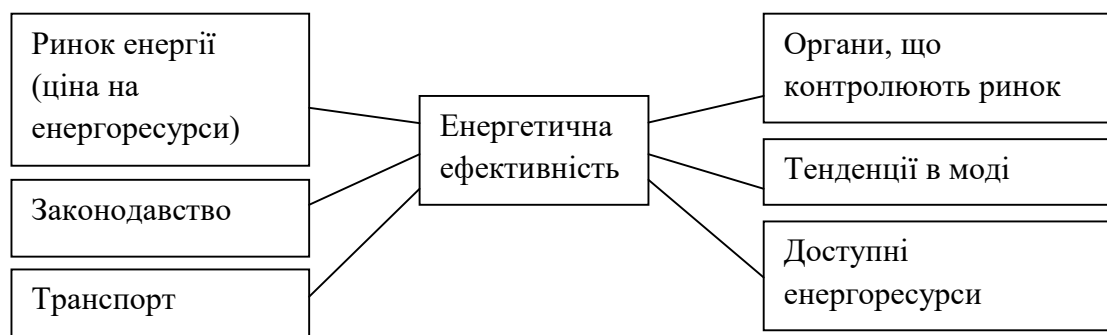 Ринок енергії
(ціна на
енергоресурси)
Законодавство
Транспорт
Енергетична
ефективність
Органи, що
контролюють ринок
Тенденції в моді
Доступні
енергоресурси